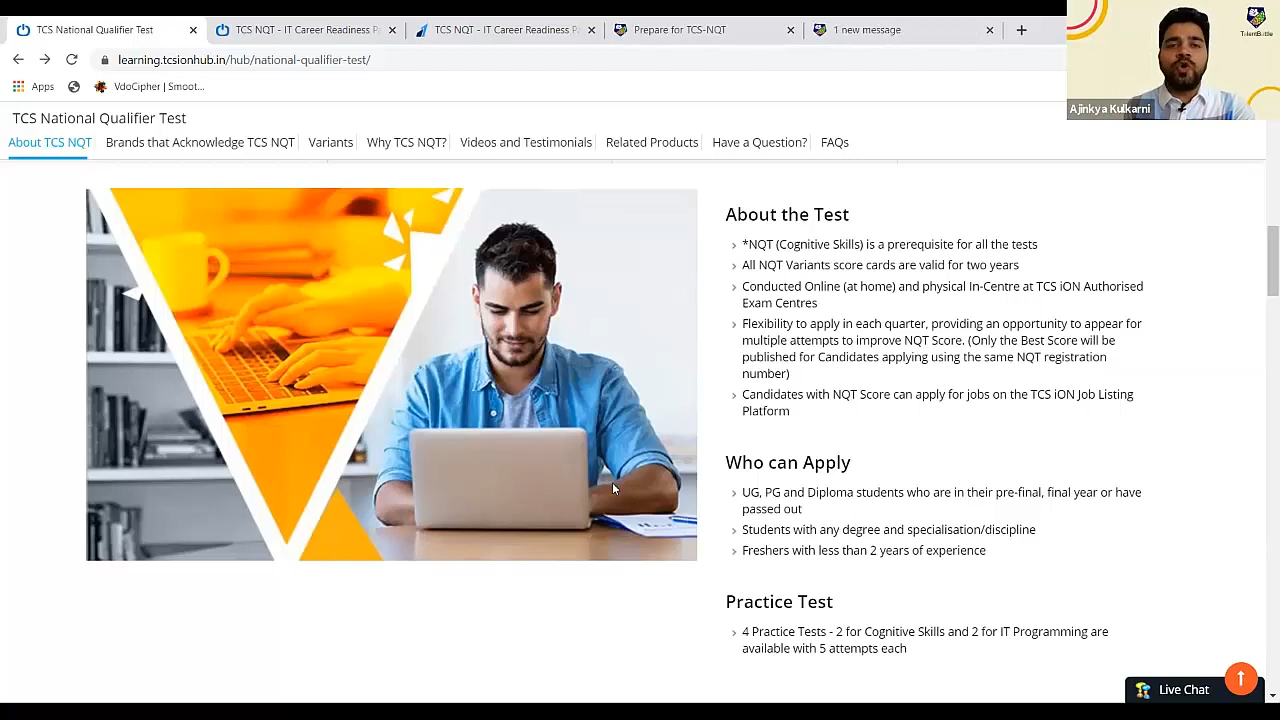 TCS National Qualifier Test
TCS NQT - IT Career Readiness P
TCS NQT - IT Career Readiness P
Prepare for TCS-NQT
1 new message
TalentBattle
learning.tcsionhub.in/hub/national-qualifier-test/
Apps
VdoCipher | Smoot...
Ajinkya Kulkarni
TCS National Qualifier Test
About TCS NQT
Brands that Acknowledge TCS NQT
Variants
Why TCS NQT?
Videos and Testimonials
Related Products
Have a Question?
FAQs
About the Test
*NQT (Cognitive Skills) is a prerequisite for all the tests
All NQT Variants score cards are valid for two years
Conducted Online (at home) and physical In-Centre at TCS iON Authorised
Exam Centres
Flexibility to apply in each quarter, providing an opportunity to appear for
multiple attempts to improve NQT Score. (Only the Best Score will be
published for Candidates applying using the same NQT registration
number)
Candidates with NQT Score can apply for jobs on the TCS iON Job Listing
Platform
Who can Apply
UG, PG and Diploma students who are in their pre-final, final year or have
passed out
Students with any degree and specialisation/discipline
Freshers with less than 2 years of experience
Practice Test
4 Practice Tests - 2 for Cognitive Skills and 2 for IT Programming are
available with 5 attempts each
Live Chat